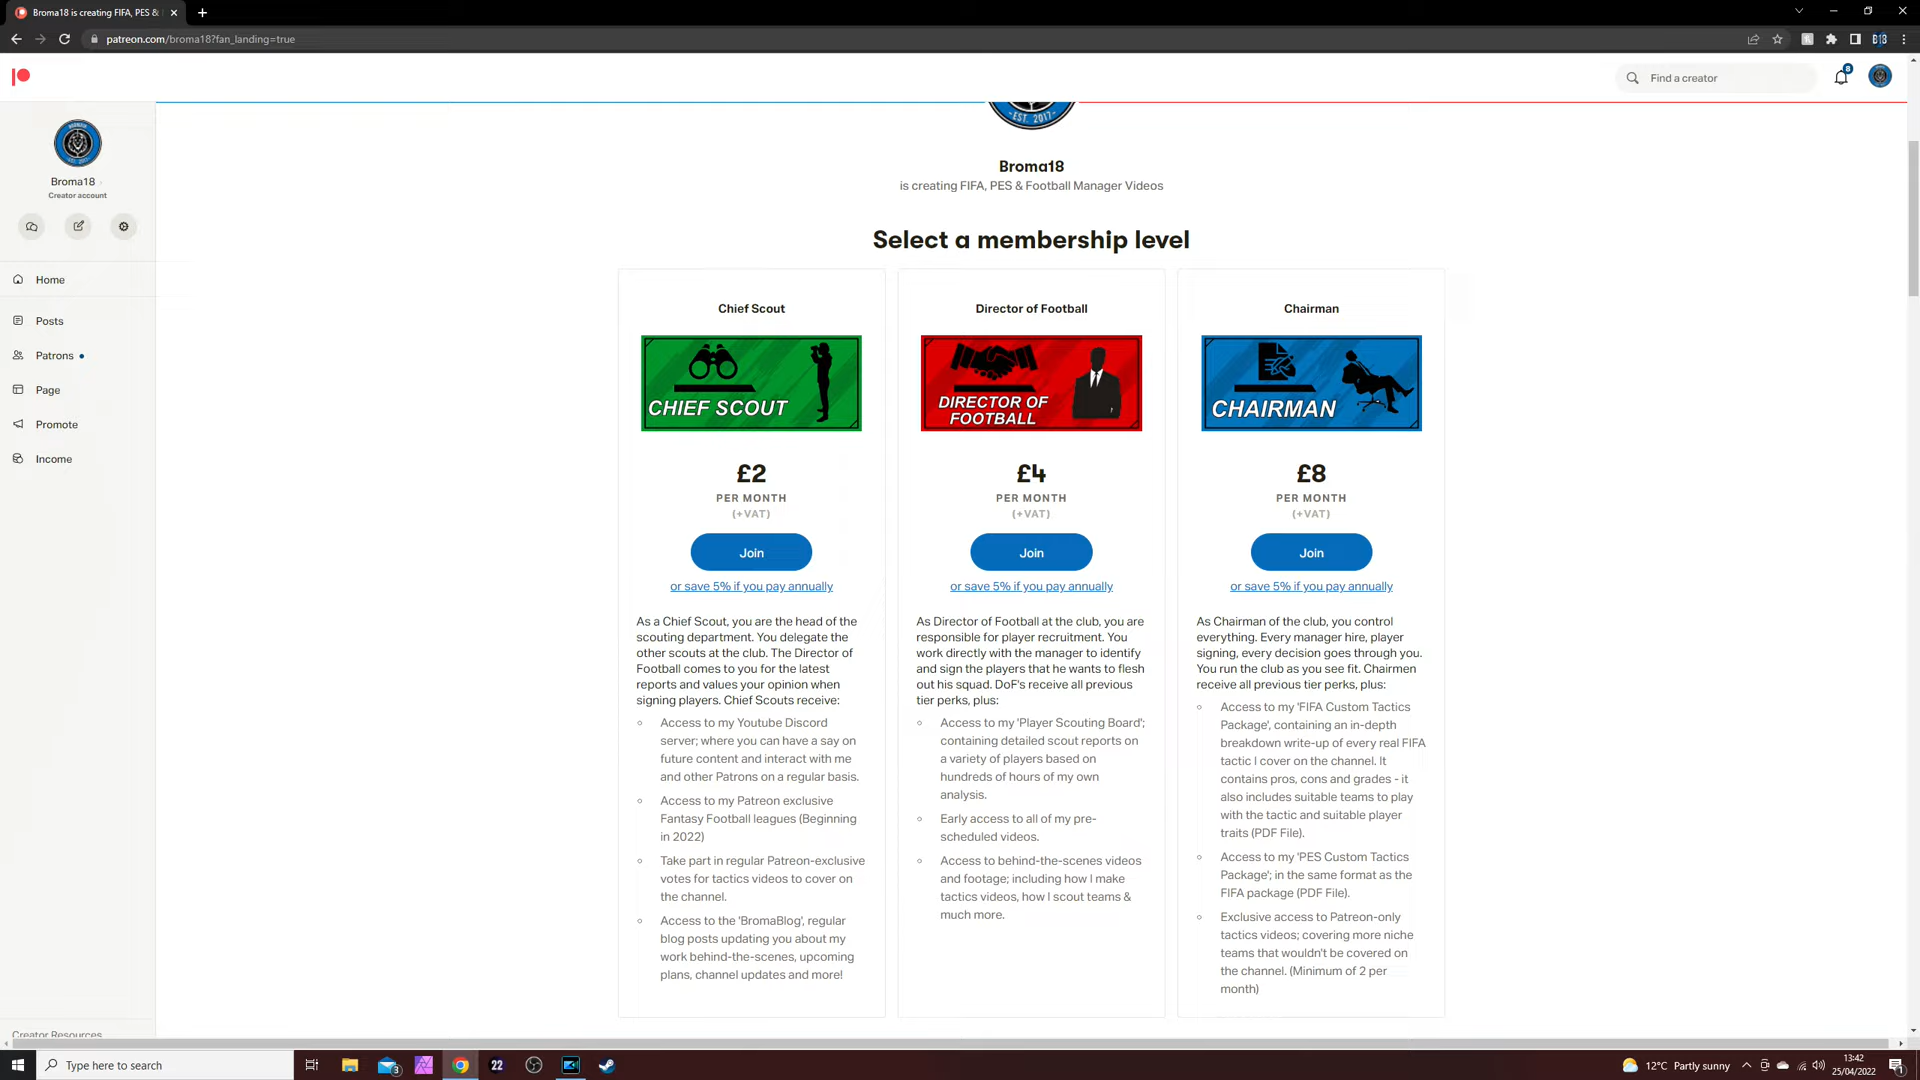 Broma18 is creating FIFA, PES &
patreon.com/broma18?fan_landing=true
B18
Find a creator
8
EST. 2017
Broma18
Creator account
Home
Posts
Patrons
Page
Promote
Income
Creator Resources
Broma18
is creating FIFA, PES & Football Manager Videos
Select a membership level
Chief Scout
CHIEF SCOUT
£2
PER MONTH
(+VAT)
Join
or save 5% if you pay annually
As a Chief Scout, you are the head of the
scouting department. You delegate the
other scouts at the club. The Director of
Football comes to you for the latest
reports and values your opinion when
signing players. Chief Scouts receive:
Access to my Youtube Discord
server; where you can have a say on
future content and interact with me
and other Patrons on a regular basis.
Access to my Patreon exclusive
Fantasy Football leagues (Beginning
in 2022)
Take part in regular Patreon-exclusive
votes for tactics videos to cover on
the channel.
Access to the 'BromaBlog', regular
blog posts updating you about my
work behind-the-scenes, upcoming
plans, channel updates and more!
Director of Football
DIRECTOR OF
FOOTBALL
£4
PER MONTH
(+VAT)
Join
or save 5% if you pay annually
As Director of Football at the club, you are
responsible for player recruitment. You
work directly with the manager to identify
and sign the players that he wants to flesh
out his squad. DoF's receive all previous
tier perks, plus:
Access to my 'Player Scouting Board';
containing detailed scout reports on
a variety of players based on
hundreds of hours of my own
analysis.
Early access to all of my pre-
scheduled videos.
Access to behind-the-scenes videos
and footage; including how I make
tactics videos, how I scout teams &
much more.
Chairman
CHAIRMAN
£8
PER MONTH
(+VAT)
Join
or save 5% if you pay annually
As Chairman of the club, you control
everything. Every manager hire, player
signing, every decision goes through you.
You run the club as you see fit. Chairmen
receive all previous tier perks, plus:
Access to my 'FIFA Custom Tactics
Package', containing an in-depth
breakdown write-up of every real FIFA
tactic I cover on the channel. It
contains pros, cons and grades - it
also includes suitable teams to play
with the tactic and suitable player
traits (PDF File).
Access to my 'PES Custom Tactics
Package'; in the same format as the
FIFA package (PDF File).
Exclusive access to Patreon-only
tactics videos; covering more niche
teams that wouldn't be covered on
the channel. (Minimum of 2 per
month)
Type here to search
3
22
12°C Partly sunny
13:42
25/04/2022
1